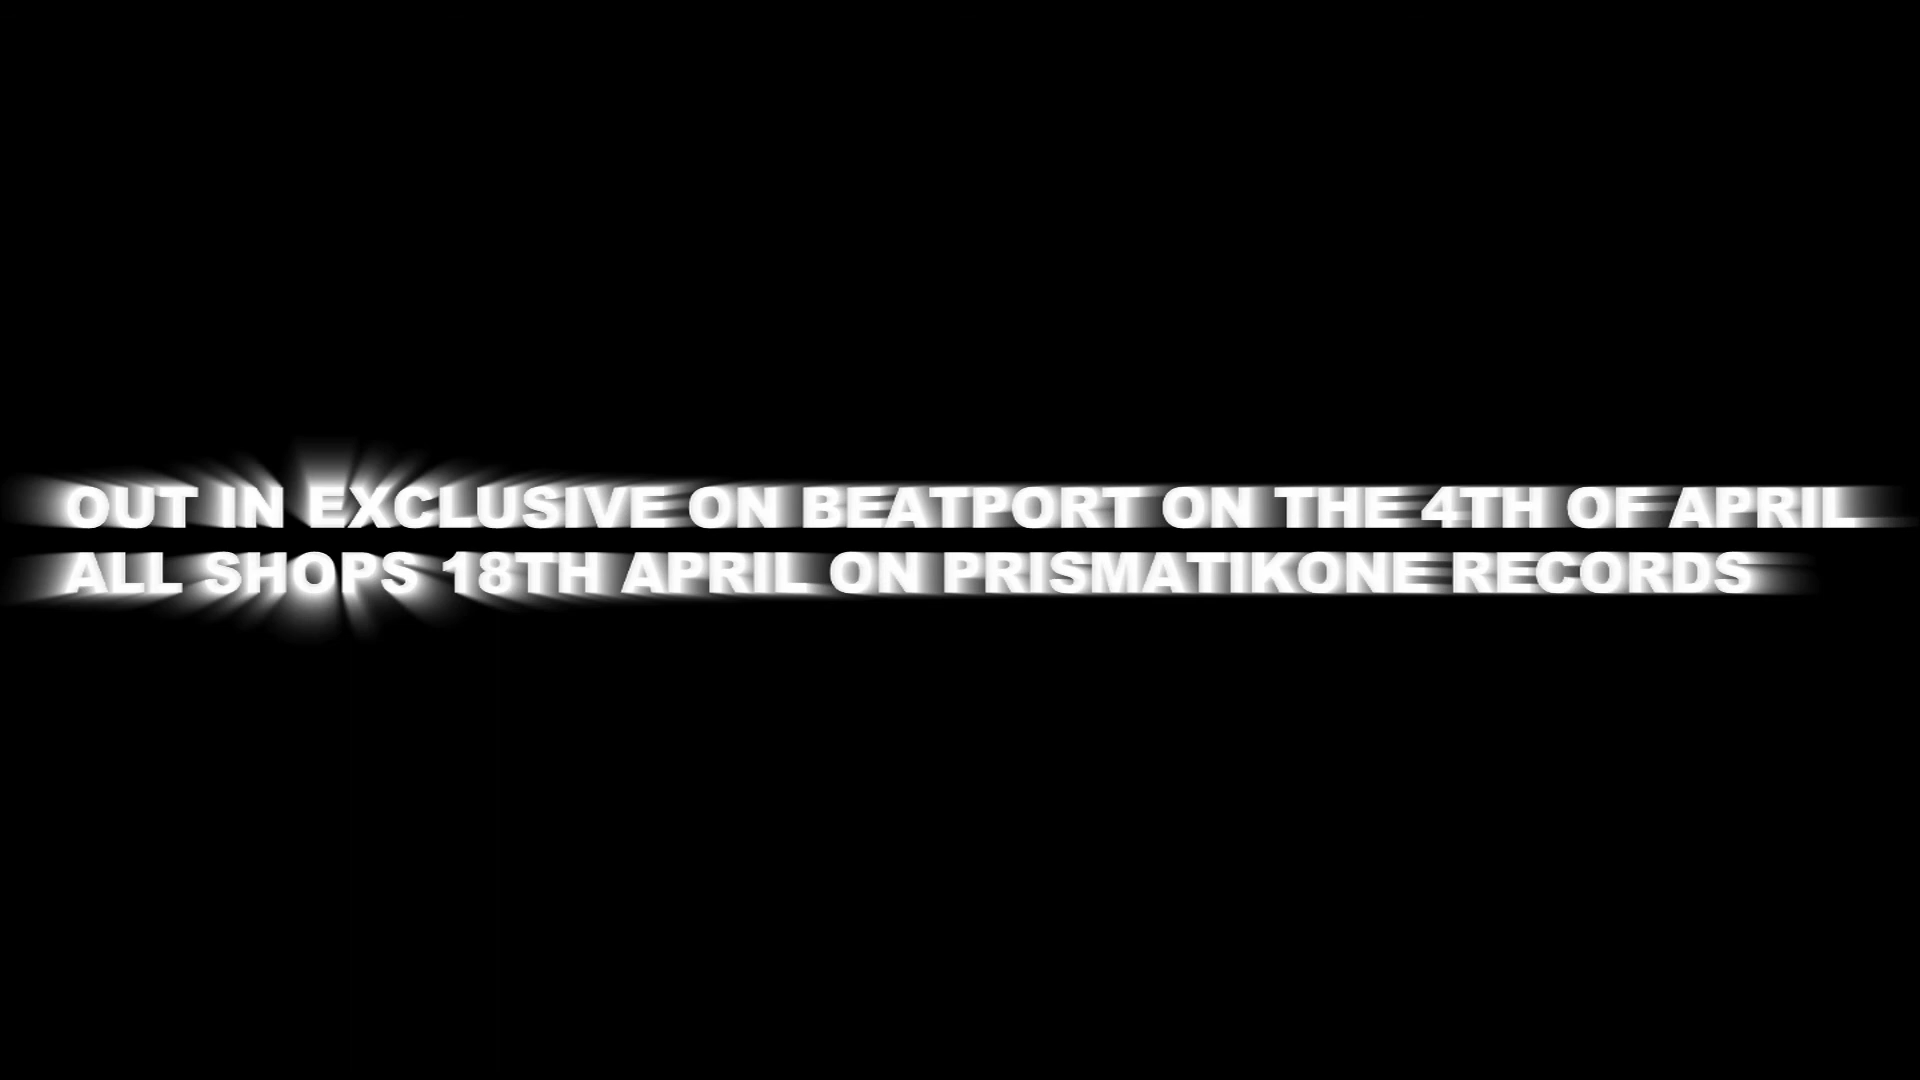 OUT IN EXCLUSIVE ON BEATPORT ON THE 4TH OF APRIL
ALL SHOPS 18TH APRIL ON PRISMATIKONE RECORDS